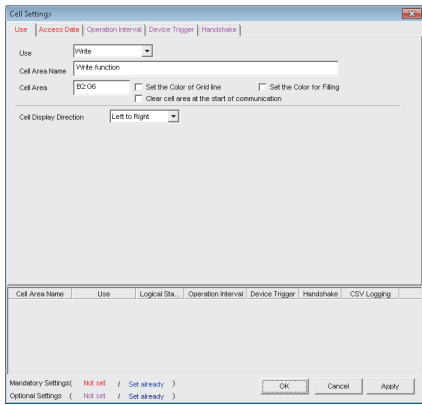 Cell Settings
Use Access Data Operation Interval Device Trigger Handshake
Use Write
Cell Area Name Write function
Cell Area B2:G6 Set the Color of Grid line Set the Color for Filling
Clear cell area at the start of communication
Cell Display Direction Left to Right
Cell Area Name Use Logical Sta... Operation Interval Device Trigger Handshake CSV Logging
Mandatory Settings( Not set / Set already )
Optional Settings ( Not set / Set already )
OK Cancel Apply